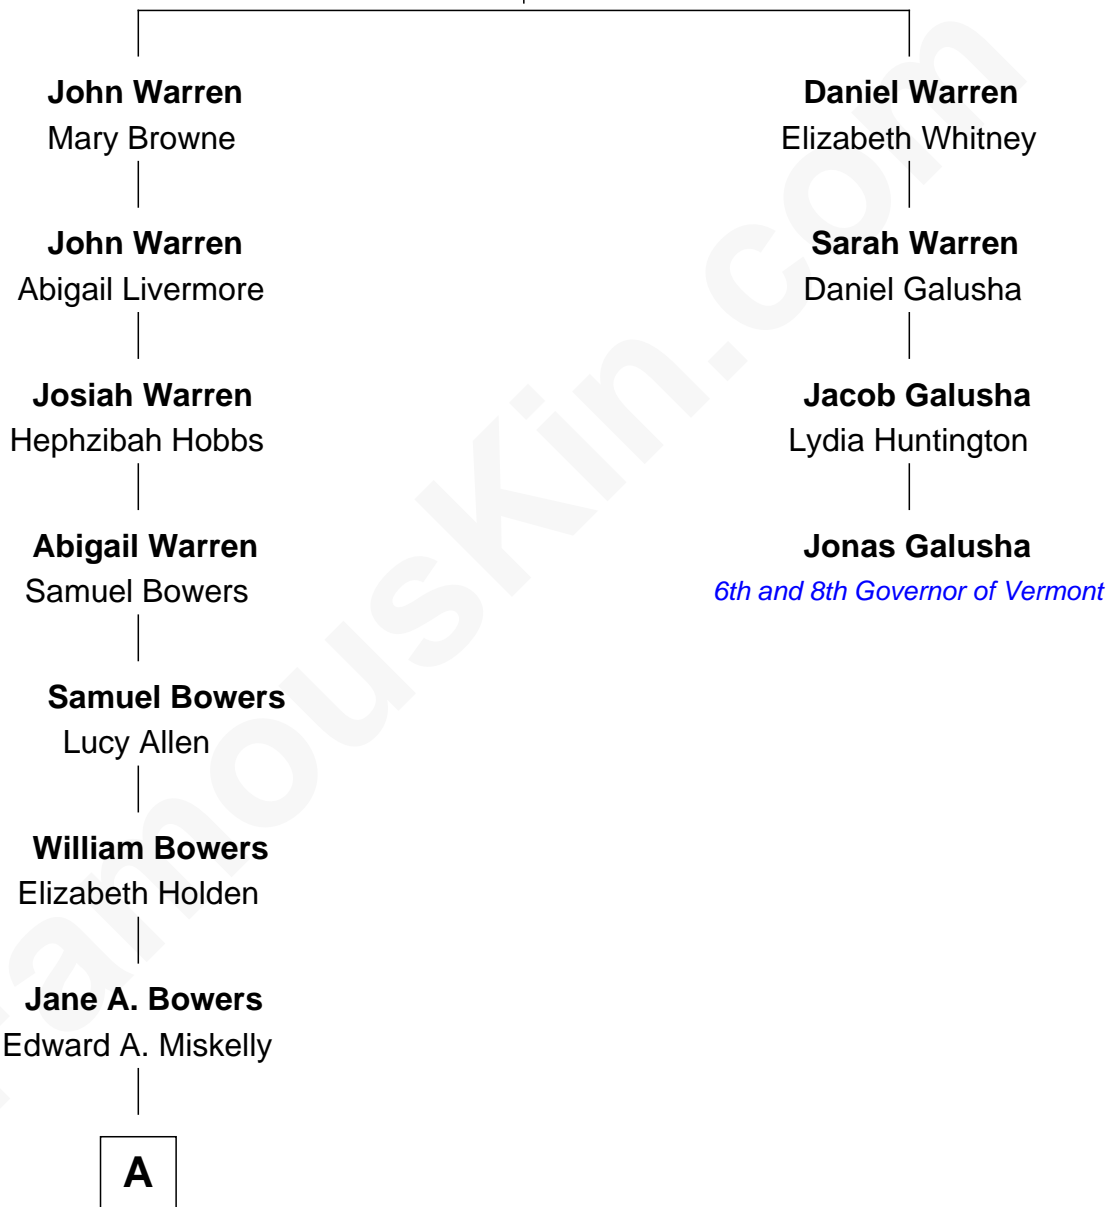 John Warren
Mary Browne
John Warren
Abigail Livermore
Josiah Warren
Hephzibah Hobbs
Abigail Warren
Samuel Bowers
Samuel Bowers
Lucy Allen
William Bowers
Elizabeth Holden
Jane A. Bowers
Edward A. Miskelly
A
Daniel Warren
Elizabeth Whitney
Sarah Warren
Daniel Galusha
Jacob Galusha
Lydia Huntington
Jonas Galusha
6th and 8th Governor of Vermont
FamousKin.com